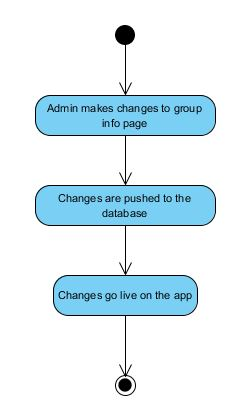 Admin makes changes to group
info page
Changes are pushed to the
database
Changes go live on the app